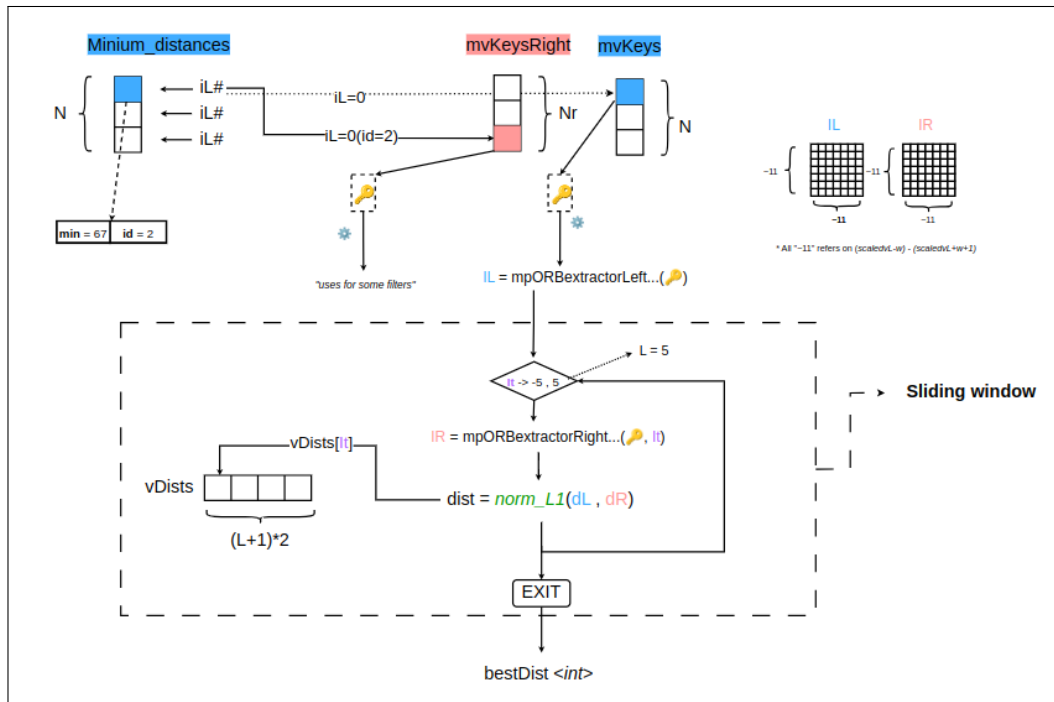 Minium_distances
mvKeysRight
mvKeys
iL#
iL=0
N
iL#
Nr
N
iL=0(id=2)
iL#
IL
IR
~11
~11
~11
~11
min = 67
id = 2
* All "~11" refers on (scaledvL-w) - (scaledvL+w+1)
"uses for some filters"
IL = mpORBextractorLeft...(🔑)
L = 5
It -> -5 , 5
Sliding window
IR = mpORBextractorRight...(🔑, It)
vDists[It]
vDists
dist = norm_L1(dL , dR)
(L+1)*2
EXIT
bestDist <int>